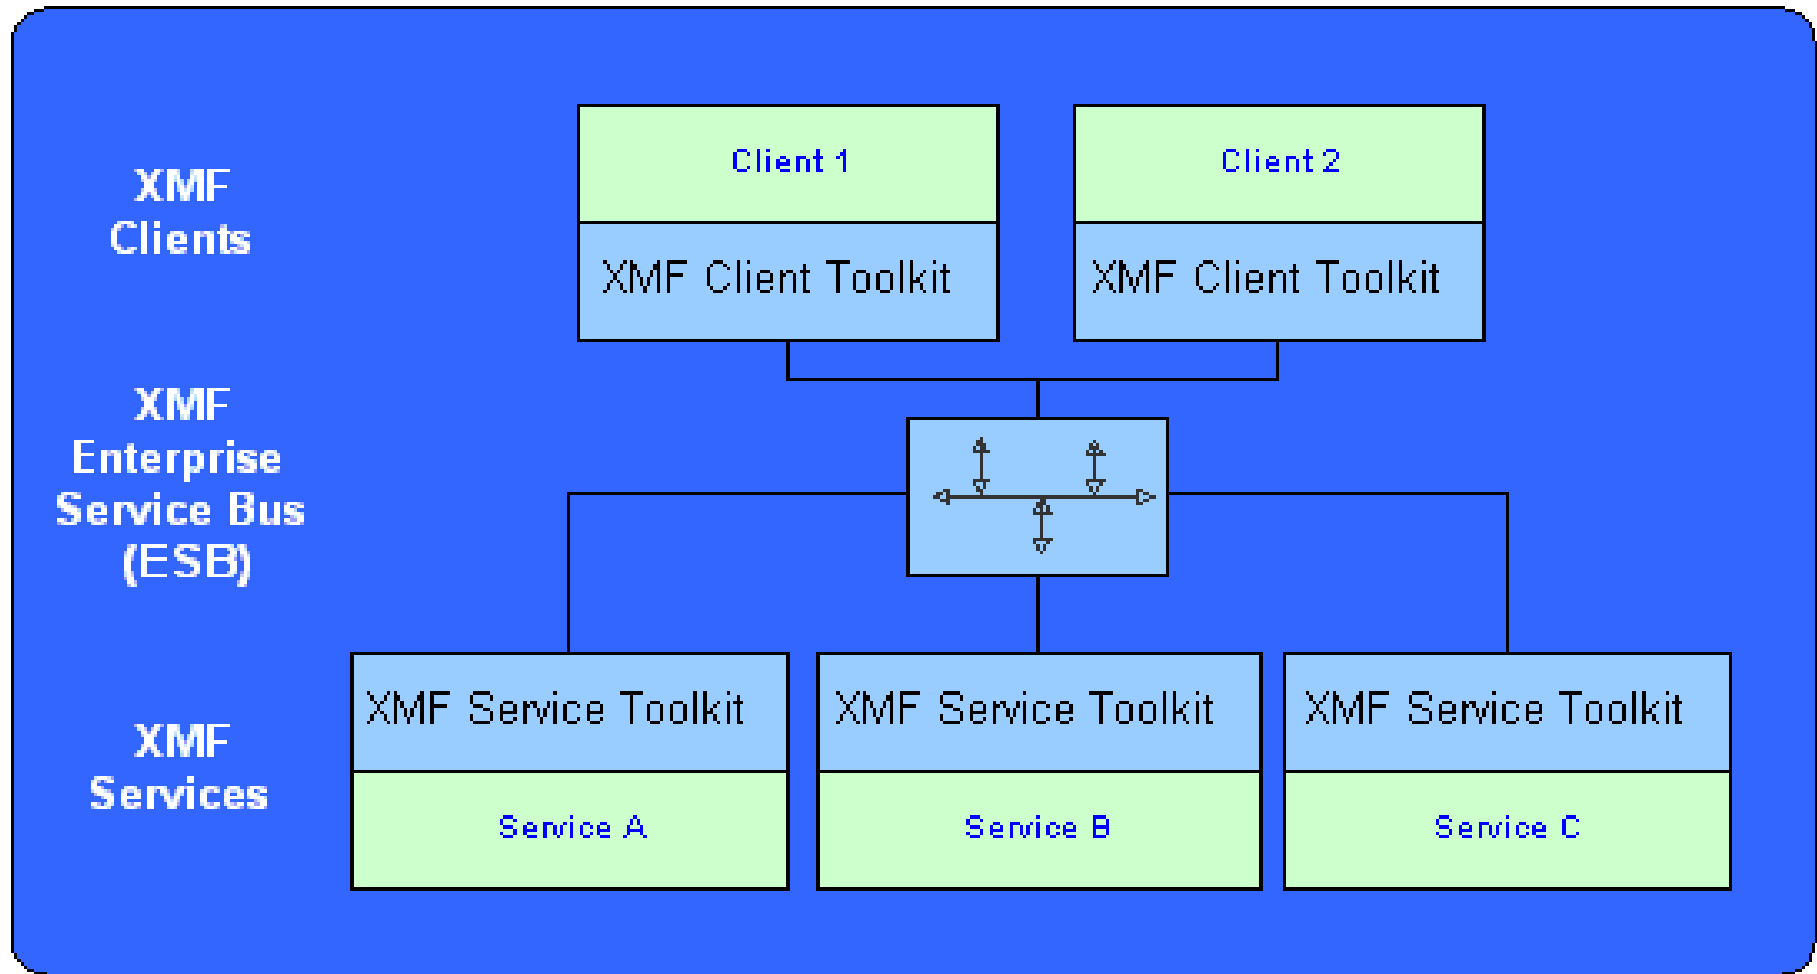 XMF
Clients
Client 1
Client 2
XMF Client Toolkit
XMF Client Toolkit
XMF
Enterprise
Service Bus
(ESB)
XMF
Services
XMF Service Toolkit
XMF Service Toolkit
XMF Service Toolkit
Service A
Service B
Service C